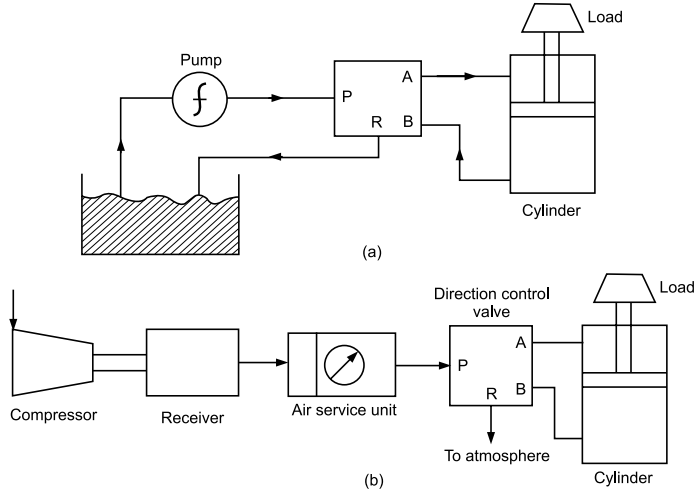 Load
Pump
A
P
R
B
Cylinder
(a)
Direction control
valve
Load
A
P
B
R
Compressor
Receiver
Air service unit
To atmosphere
Cylinder
(b)